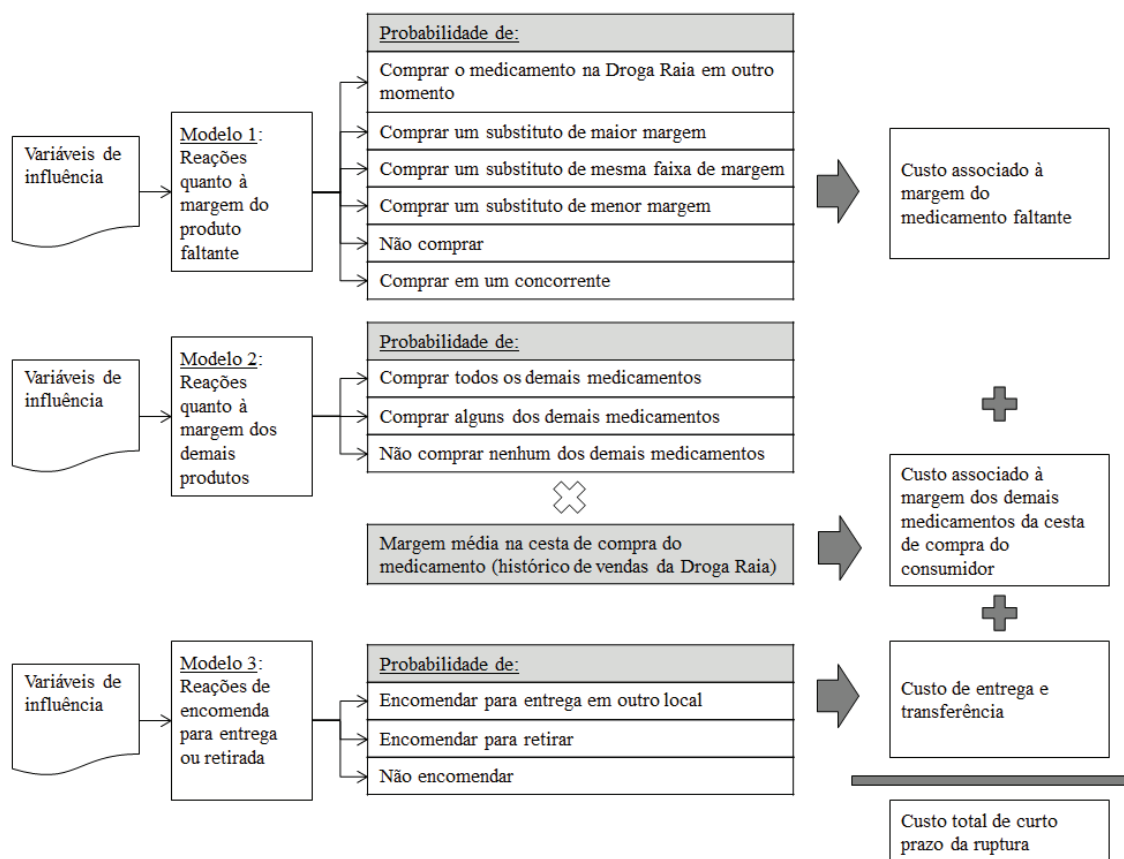 Variáveis de
influência
Modelo 1:
Reações
quanto à
margem do
produto
faltante
Probabilidade de:
Comprar o medicamento na Droga Raia em outro
momento
Comprar um substituto de maior margem
Comprar um substituto de mesma faixa de margem
Comprar um substituto de menor margem
Não comprar
Comprar em um concorrente
Custo associado à
margem do
medicamento faltante
Variáveis de
influência
Modelo 2:
Reações
quanto à
margem dos
demais
produtos
Probabilidade de:
Comprar todos os demais medicamentos
Comprar alguns dos demais medicamentos
Não comprar nenhum dos demais medicamentos
Margem média na cesta de compra do
medicamento (histórico de vendas da Droga Raia)
Custo associado à
margem dos demais
medicamentos da cesta
de compra do
consumidor
Variáveis de
influência
Modelo 3:
Reações de
encomenda
para entrega
ou retirada
Probabilidade de:
Encomendar para entrega em outro local
Encomendar para retirar
Não encomendar
Custo de entrega e
transferência
Custo total de curto
prazo da ruptura